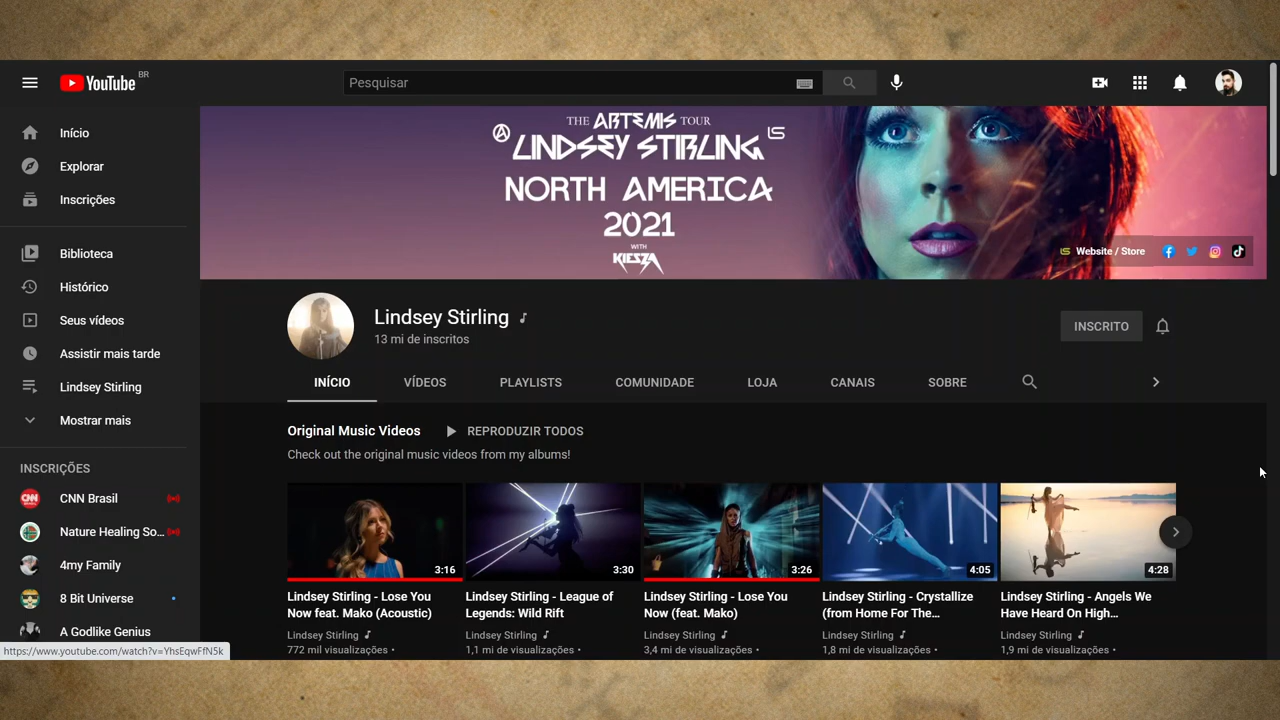 YouTube BR
Pesquisar
Início
Explorar
Inscrições
Biblioteca
Histórico
Seus vídeos
Assistir mais tarde
Lindsey Stirling
Mostrar mais
INSCRIÇÕES
CNN Brasil
Nature Healing So...
4my Family
8 Bit Universe
A Godlike Genius
https://www.youtube.com/watch?v=YhsEqwFfN5k
THE ARTEMIS TOUR
LINDSEY STIRLING
NORTH AMERICA
2021
WITH
KIESZA
Website / Store
Lindsey Stirling
13 mi de inscritos
INSCRITO
INÍCIO VÍDEOS PLAYLISTS COMUNIDADE LOJA CANAIS SOBRE
Original Music Videos REPRODUZIR TODOS
Check out the original music videos from my albums!
3:16
Lindsey Stirling - Lose You
Now feat. Mako (Acoustic)
Lindsey Stirling
772 mil visualizações •
3:30
Lindsey Stirling - League of
Legends: Wild Rift
Lindsey Stirling
1,1 mi de visualizações •
3:26
Lindsey Stirling - Lose You
Now (feat. Mako)
Lindsey Stirling
3,4 mi de visualizações •
4:05
Lindsey Stirling - Crystallize
(from Home For The...
Lindsey Stirling
1,8 mi de visualizações •
4:28
Lindsey Stirling - Angels We
Have Heard On High...
Lindsey Stirling
1,9 mi de visualizações •